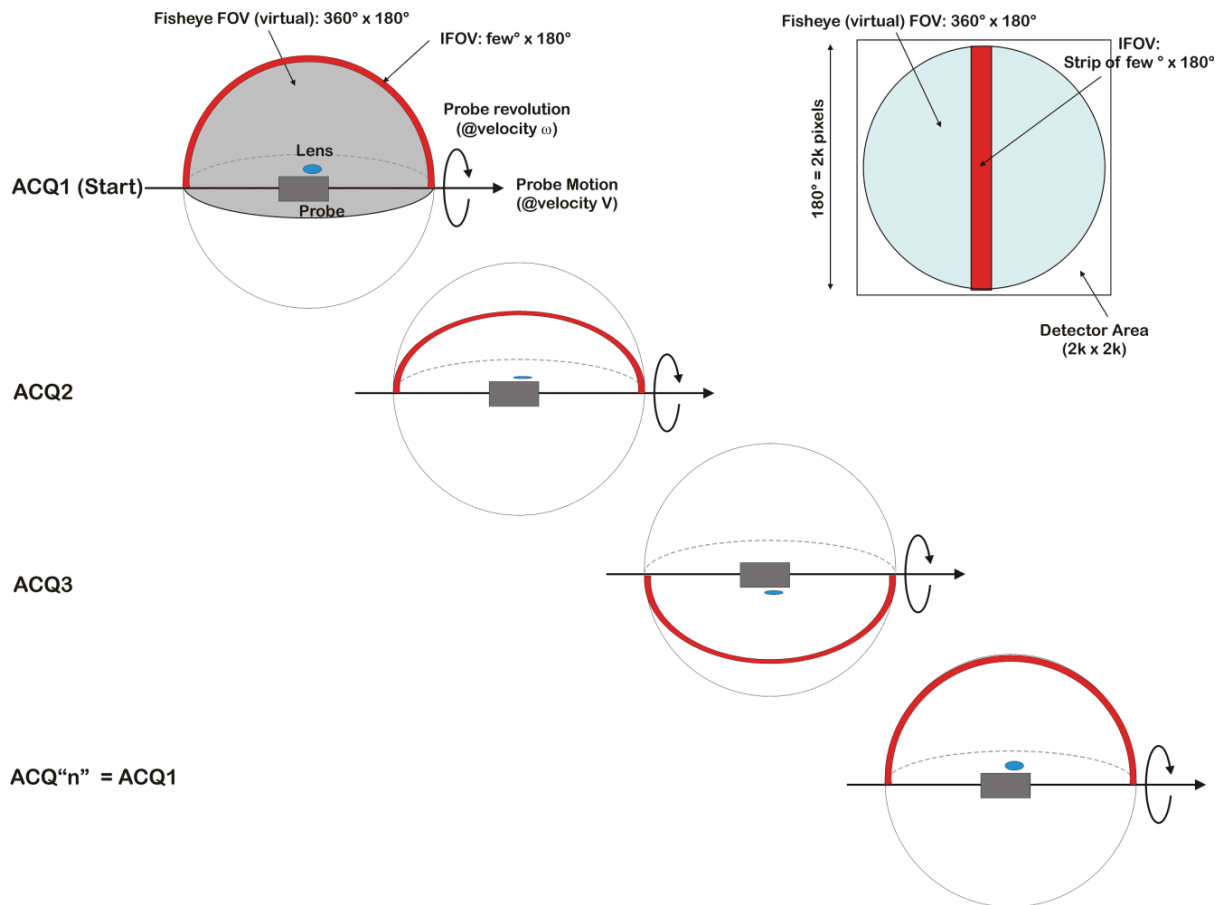 Fisheye FOV (virtual): 360° x 180°
IFOV: few° x 180°
Probe revolution
(@velocity ω)
Lens
ACQ1 (Start)
Probe
Probe Motion
(@velocity V)
Fisheye (virtual) FOV: 360° x 180°
IFOV:
Strip of few ° x 180°
180° = 2k pixels
Detector Area
(2k x 2k)
ACQ2
ACQ3
ACQ“n” = ACQ1